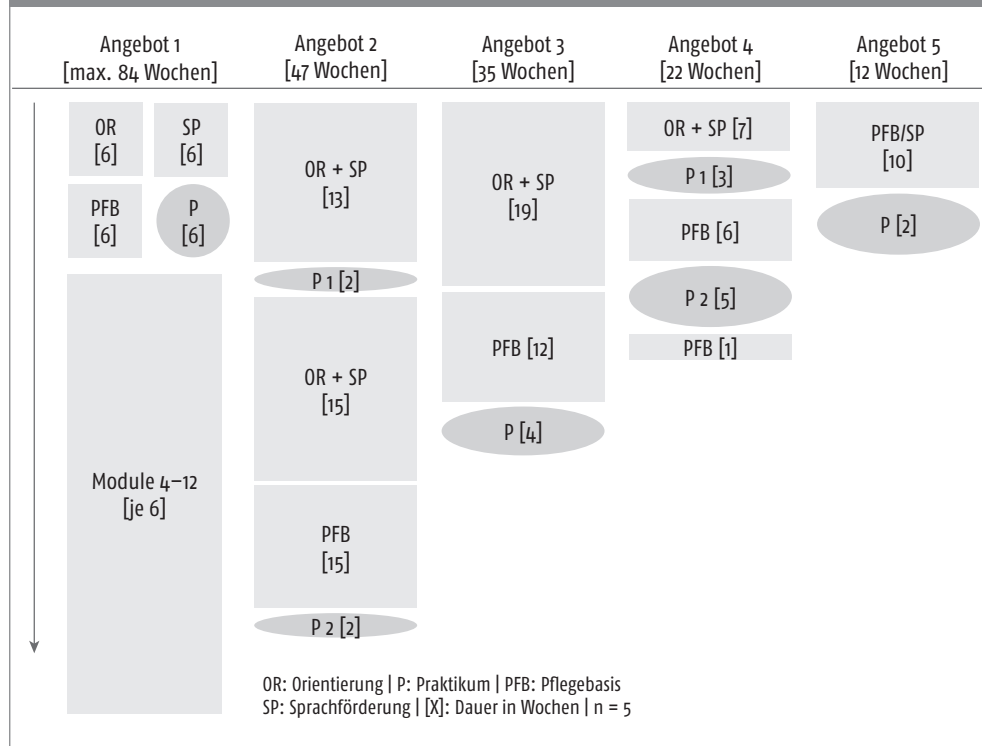 Angebot 1
[max. 84 Wochen]
Angebot 2
[47 Wochen]
Angebot 3
[35 Wochen]
Angebot 4
[22 Wochen]
Angebot 5
[12 Wochen]
OR
[6]
SP
[6]
PFB
[6]
P
[6]
Module 4–12
[je 6]
OR + SP
[13]
P 1 [2]
OR + SP
[15]
PFB
[15]
P 2 [2]
OR + SP
[19]
PFB [12]
P [4]
OR + SP [7]
P 1 [3]
PFB [6]
P 2 [5]
PFB [1]
PFB/SP
[10]
P [2]
OR: Orientierung | P: Praktikum | PFB: Pflegebasis
SP: Sprachförderung | [X]: Dauer in Wochen | n = 5